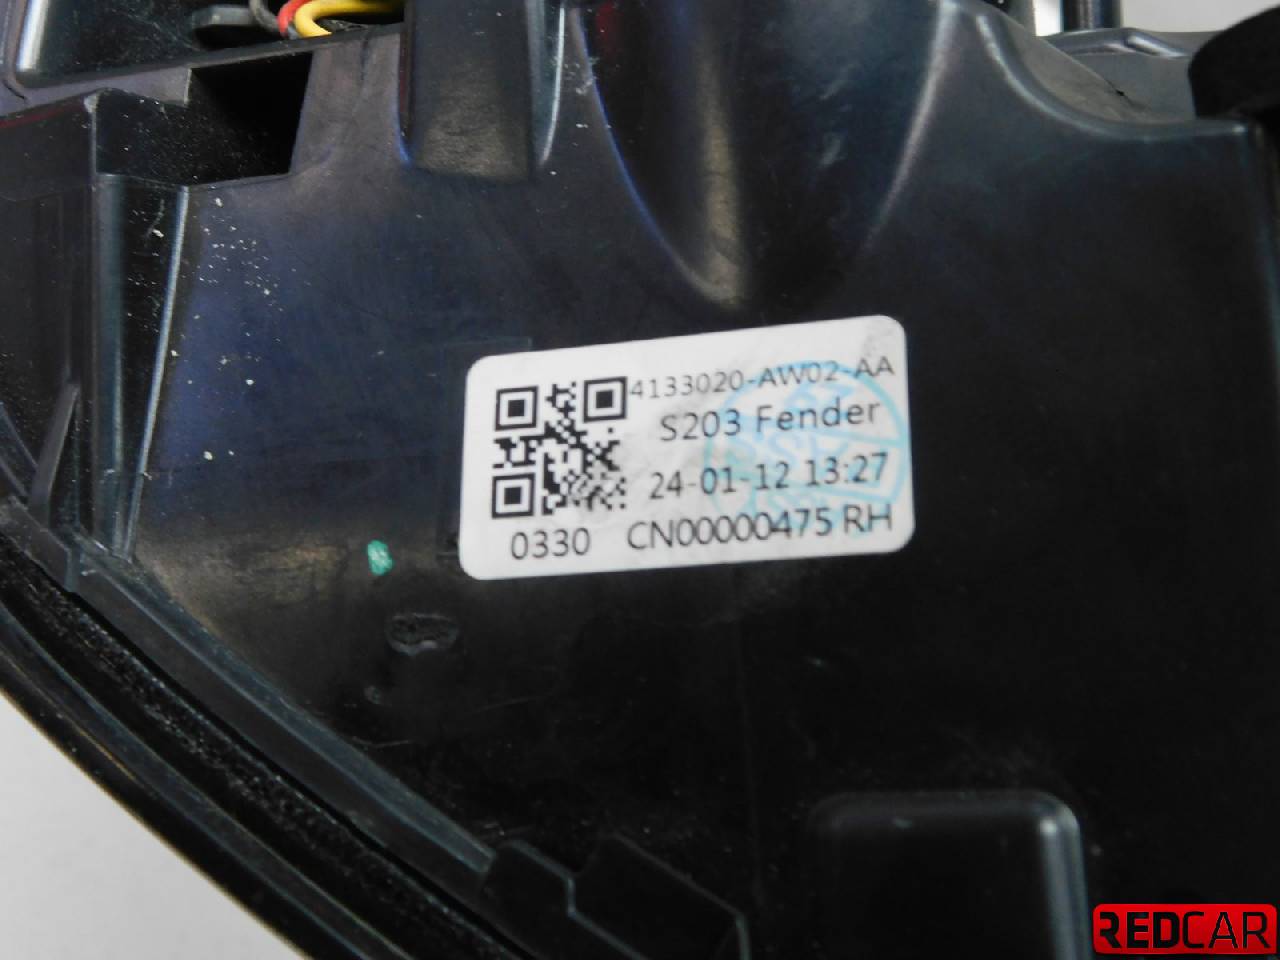 4133020-AW02-AA
S203 Fender
24-01-12 13:27
0330 CN00000475 RH
REDCAR